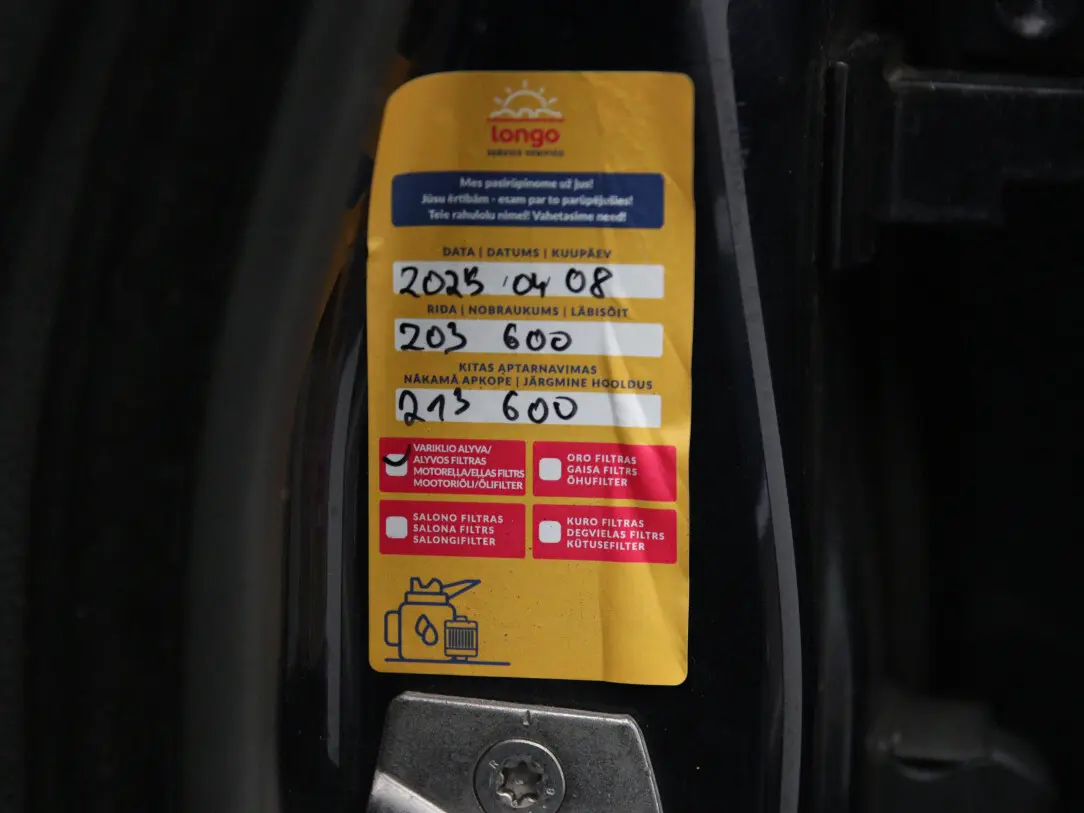 longo
Mes pasirūpinome už jus!
Jūsu ērtībām - esam par to parūpējušies!
Teie rahulolu nimel! Vahetasime need!
DATA | DATUMS | KUUPÄEV
2025 04 08
RIDA | NOBRAUKUMS | LÄBISÕIT
203 600
KITAS APTARNAVIMAS
NĀKAMĀ APKOPE | JÄRGMINE HOOLDUS
213 600
VARIKLIO ALYVA/
ALYVOS FILTRAS
MOTOREĻĻA/EĻĻAS FILTRS
MOOTORIÕLI/ÕLIFILTER
ORO FILTRAS
GAISA FILTRS
ÕHUFILTER
SALONO FILTRAS
SALONA FILTRS
SALONGIFILTER
KURO FILTRAS
DEGVIELAS FILTRS
KÜTUSEFILTER